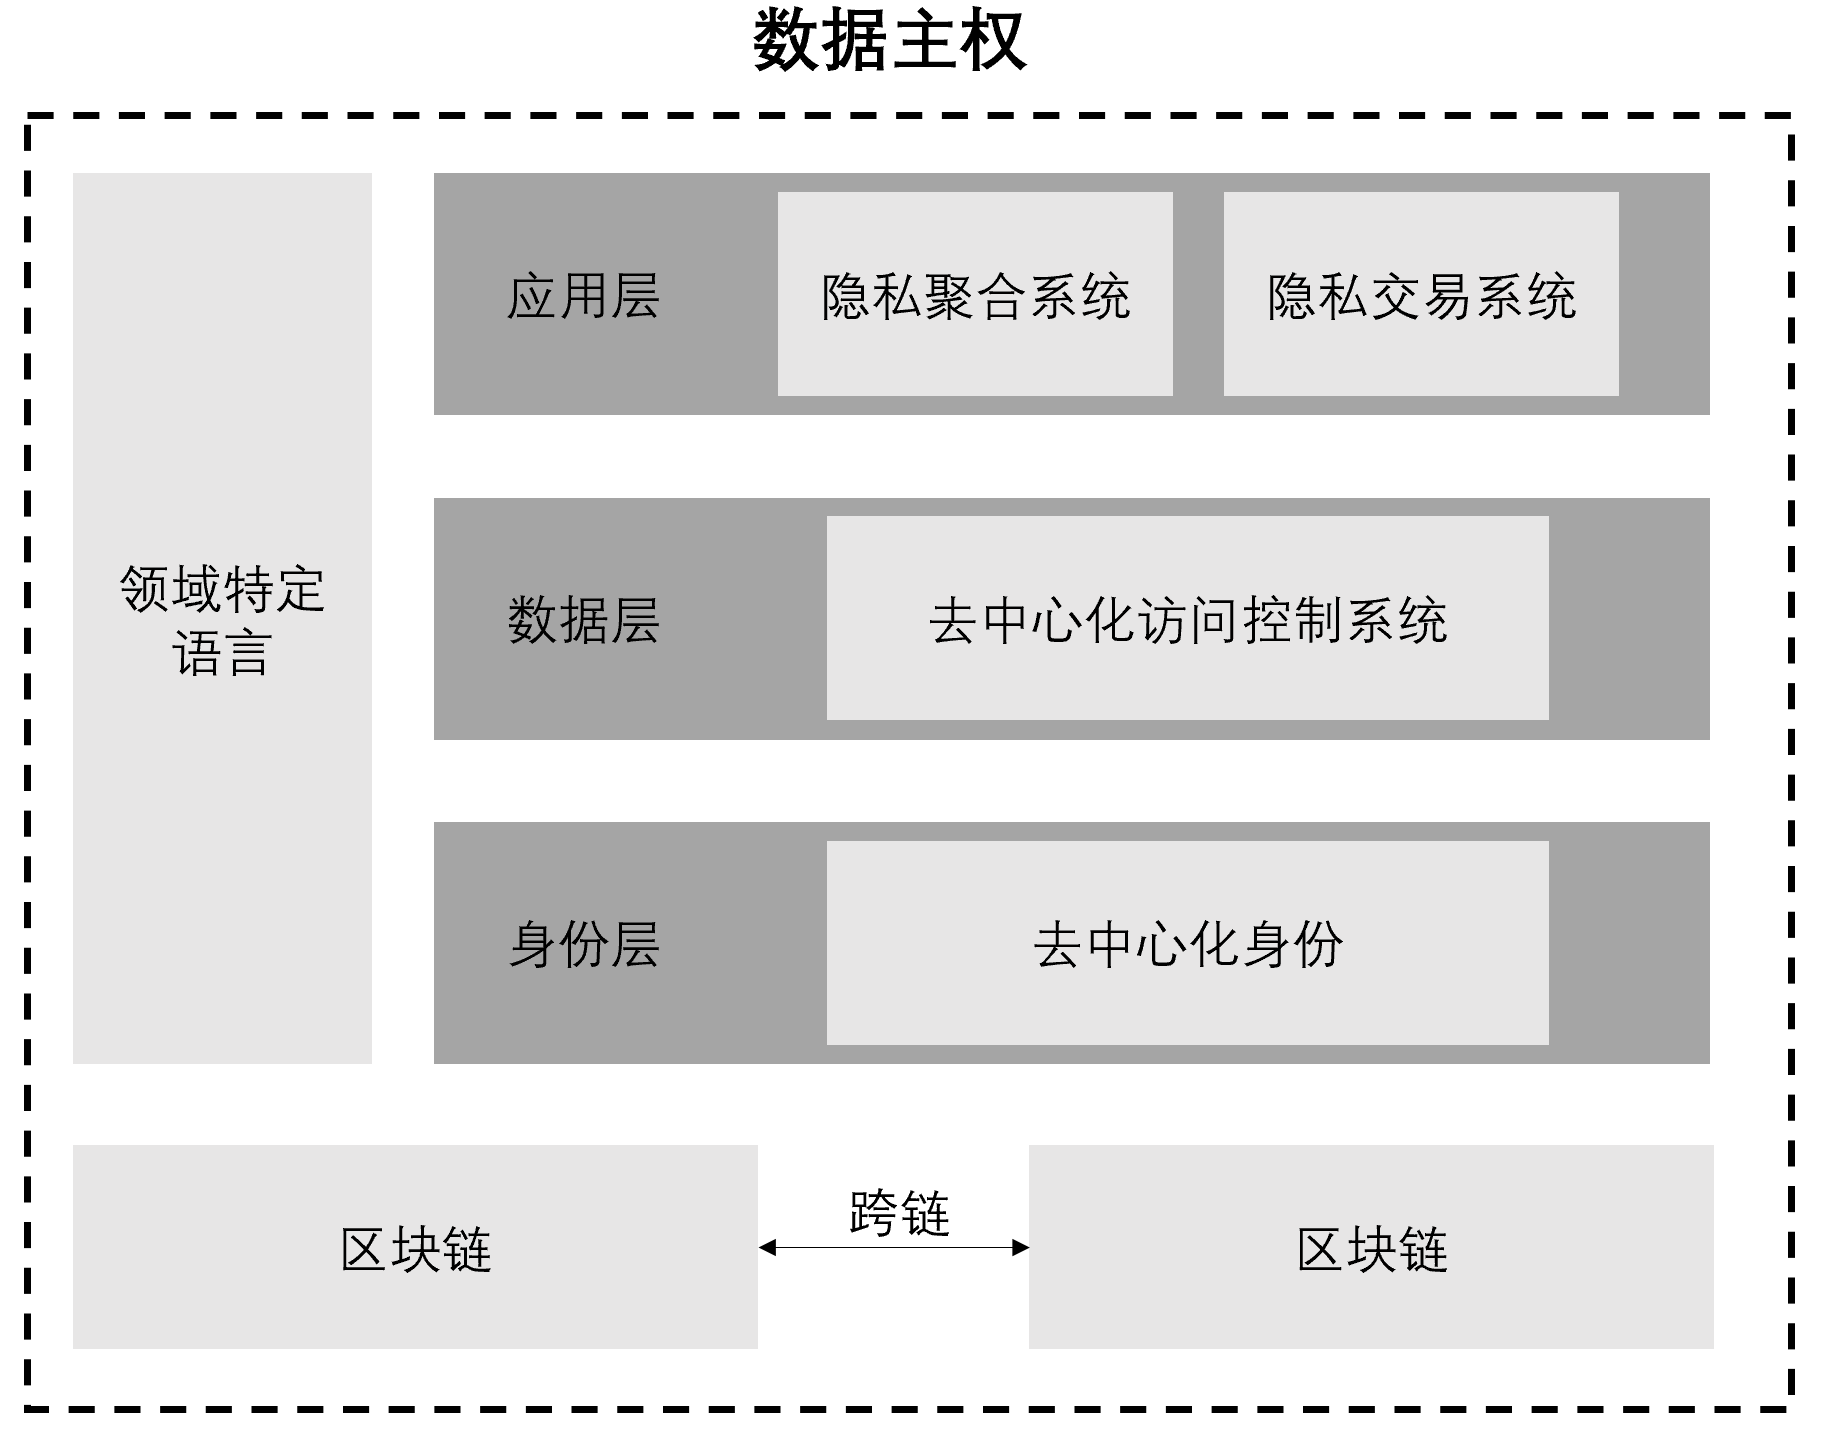 数据主权
领域特定
语言
应用层
隐私聚合系统
隐私交易系统
数据层
去中心化访问控制系统
身份层
去中心化身份
区块链
跨链
区块链